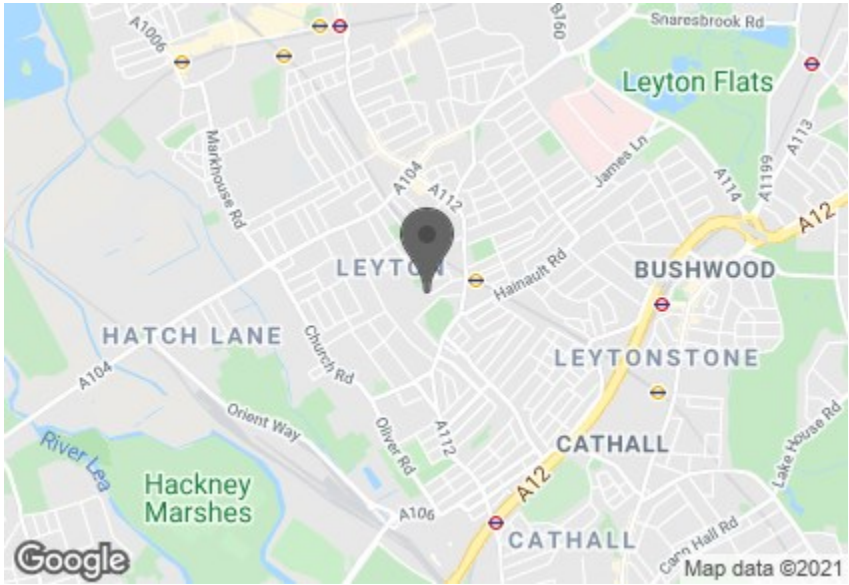 A1006
B160
Snaresbrook Rd
Leyton Flats
Markhouse Rd
A104
A112
James Ln
A114
A1199
A113
A12
LEYTON
Hainault Rd
BUSHWOOD
HATCH LANE
Church Rd
LEYTONSTONE
A104
Orient Way
Oliver Rd
A112
CATHALL
Lake House Rd
River Lea
Hackney
Marshes
A12
A106
CATHALL
Cann Hall Rd
Google
Map data ©2021